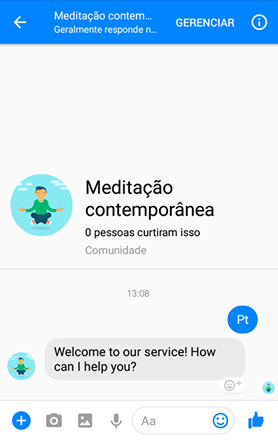 Meditação contem...
Geralmente responde n...
GERENCIAR
Meditação
contemporânea
0 pessoas curtiram isso
Comunidade
13:08
Pt
Welcome to our service! How
can I help you?
Aa